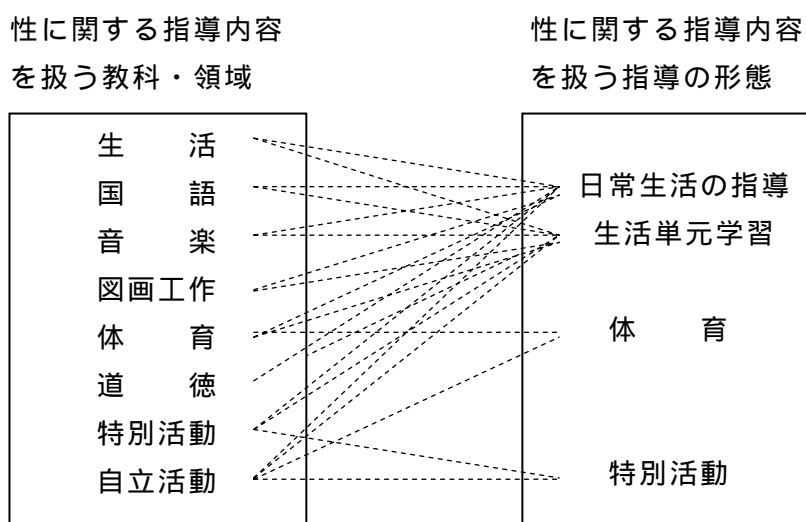 性に関する指導内容
を扱う教科・領域
生　　活
国　　語
音　　楽
図画工作
体　　育
道　　徳
特別活動
自立活動
性に関する指導内容
を扱う指導の形態
日常生活の指導
生活単元学習
体　　育
特別活動